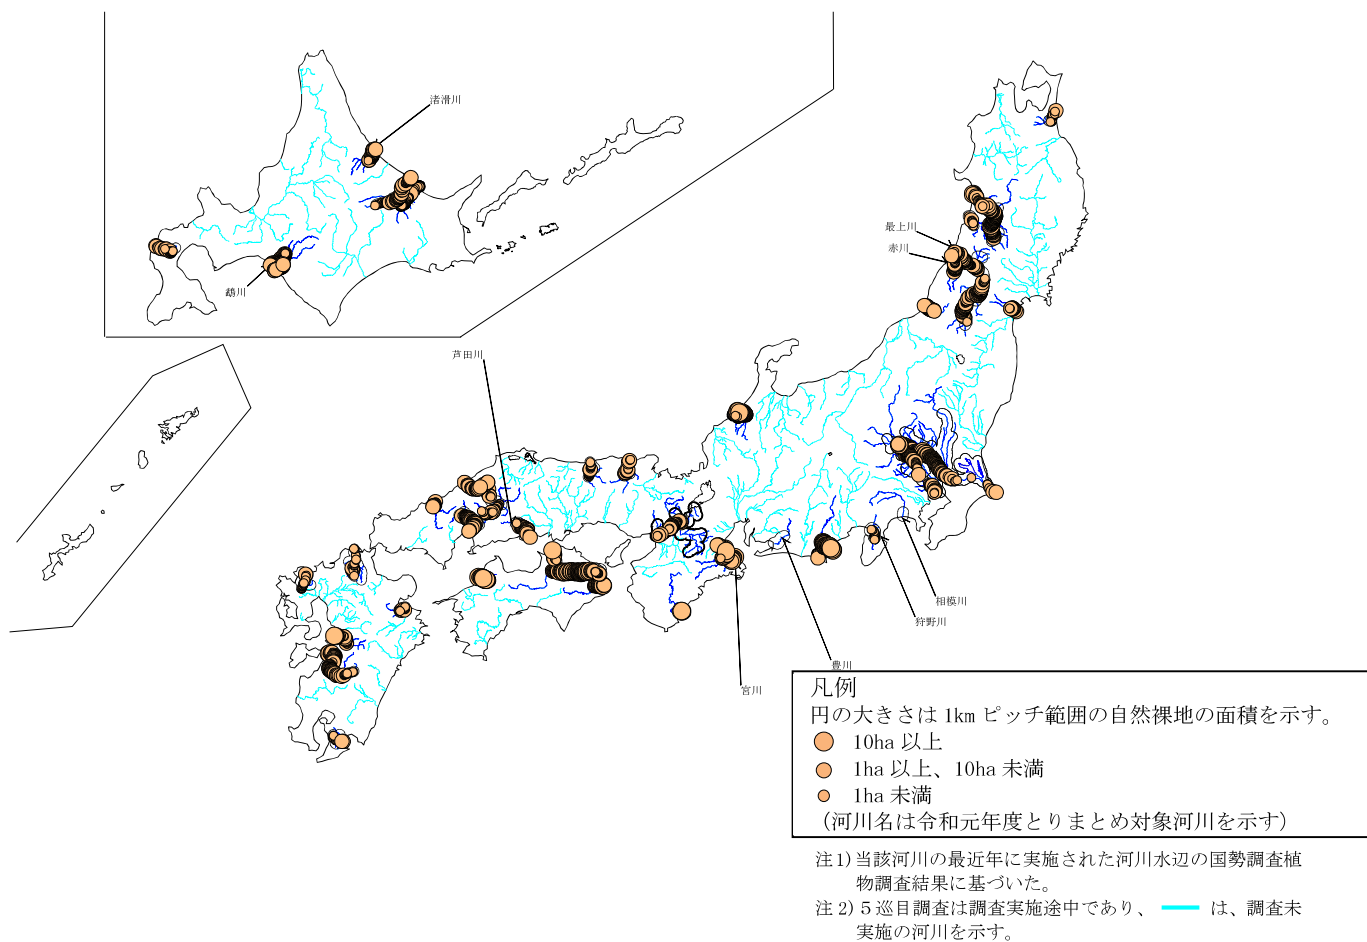 渚滑川
最上川
赤川
鵡川
芦田川
相模川
狩野川
豊川
宮川
凡例
円の大きさは 1km ピッチ範囲の自然裸地の面積を示す。
10ha 以上
1ha 以上、10ha 未満
1ha 未満
(河川名は令和元年度とりまとめ対象河川を示す)
注 1) 当該河川の最近年に実施された河川水辺の国勢調査植
物調査結果に基づいた。
注 2) 5 巡目調査は調査実施途中であり、 は、調査未
実施の河川を示す。